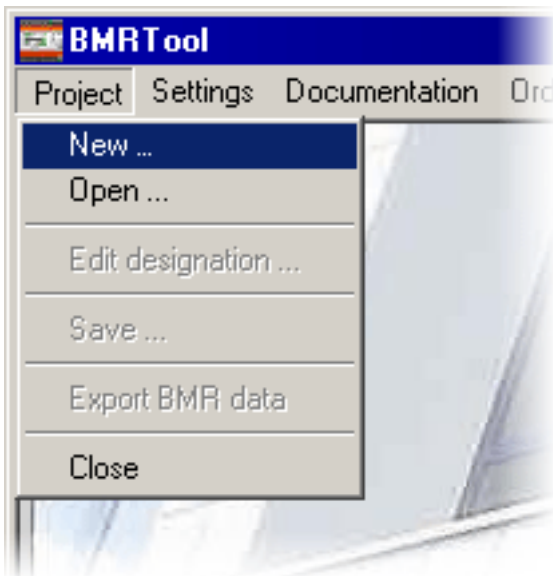 BMRTool
Project Settings Documentation
New ...
Open ...
Edit designation ...
Save ...
Export BMR data
Close